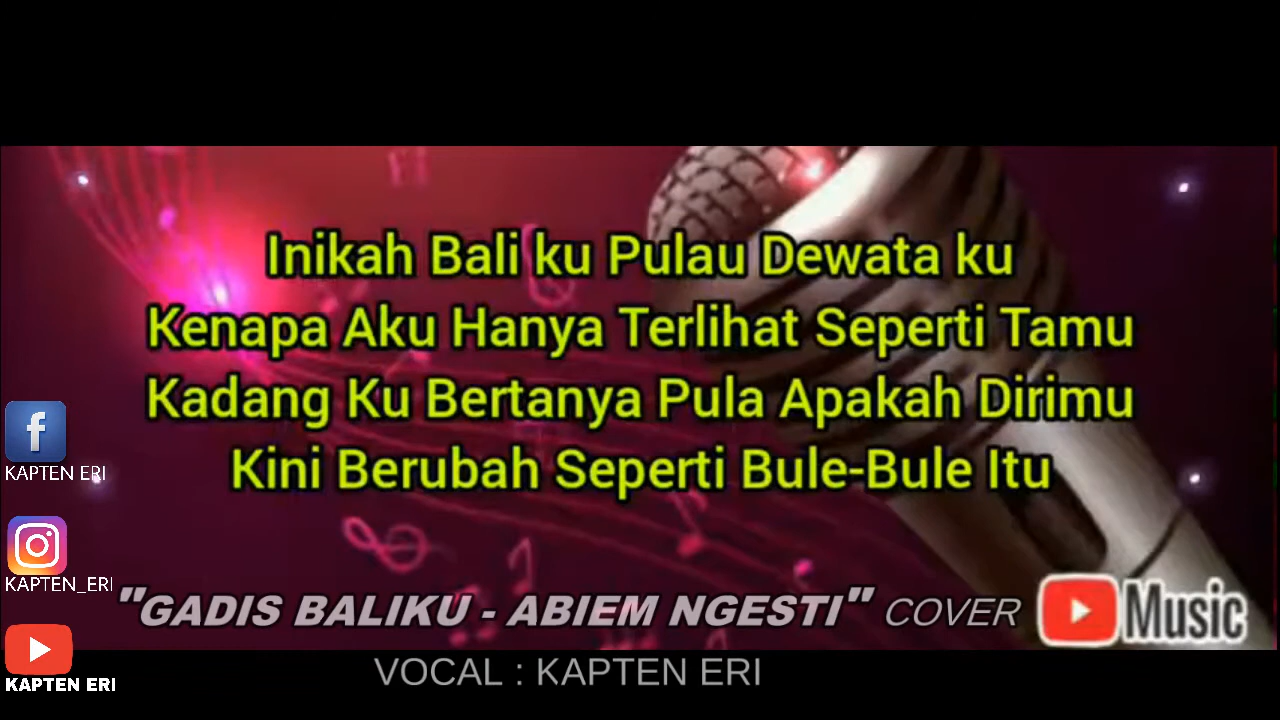 Inikah Bali ku Pulau Dewata ku
Kenapa Aku Hanya Terlihat Seperti Tamu
Kadang Ku Bertanya Pula Apakah Dirimu
Kini Berubah Seperti Bule-Bule Itu
KAPTEN ERI
KAPTEN_ERI
"GADIS BALIKU - ABIEM NGESTI" COVER Music
KAPTEN ERI
VOCAL : KAPTEN ERI